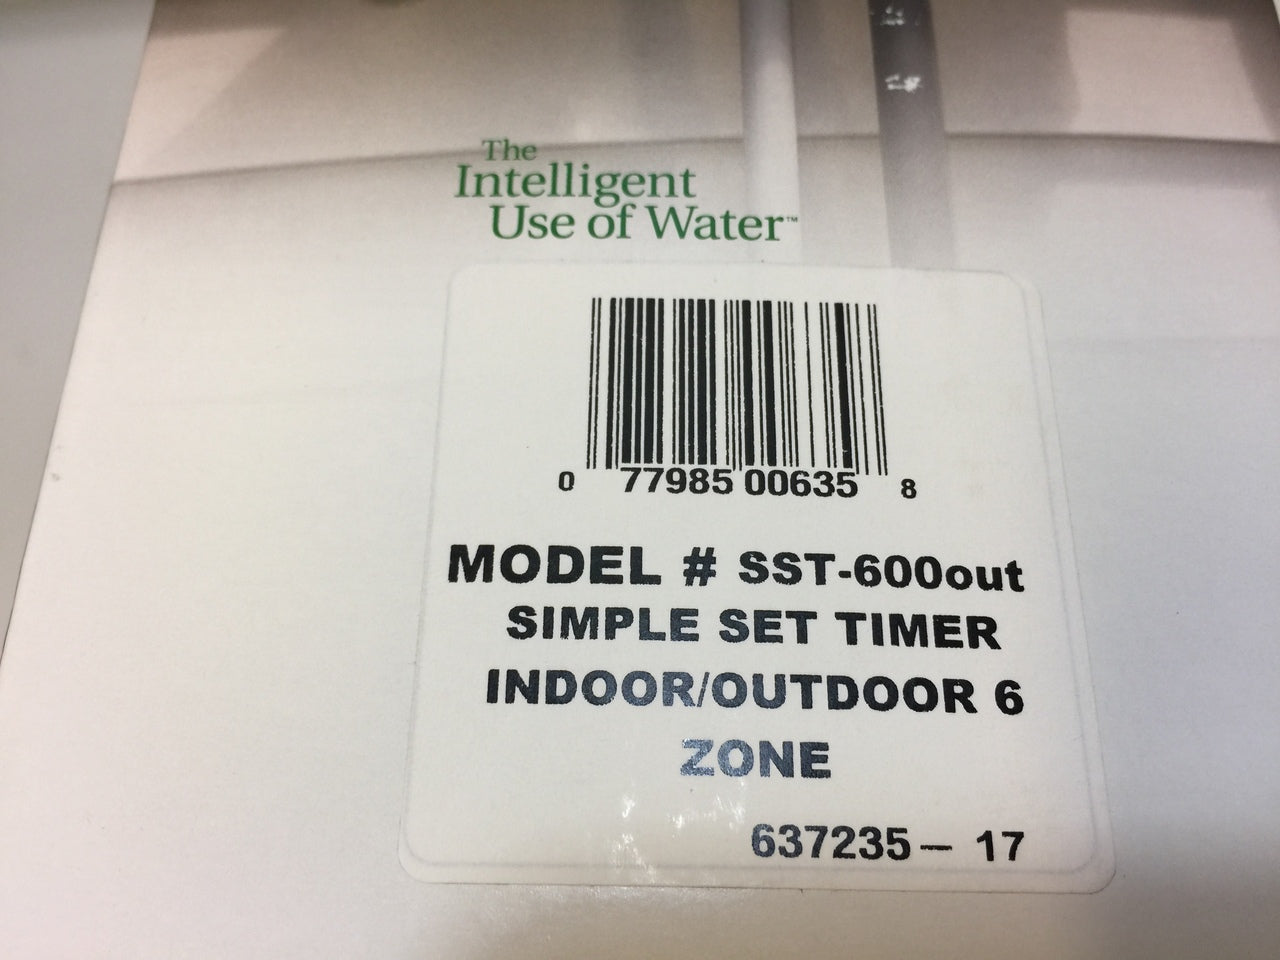 The
Intelligent
Use of Water™
0 77985 00635 8
MODEL # SST-600out
SIMPLE SET TIMER
INDOOR/OUTDOOR 6
ZONE
637235- 17